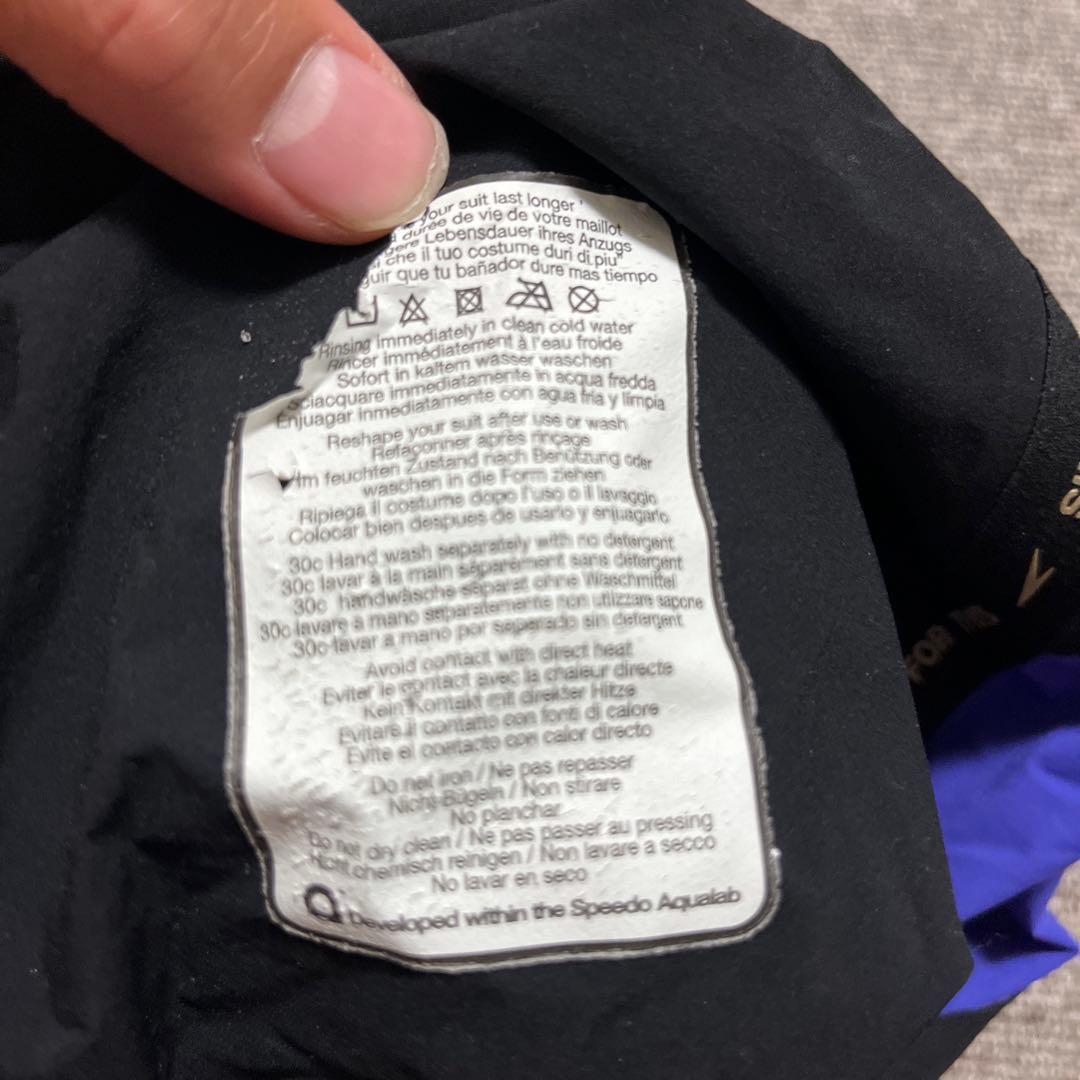 your suit last longer
durée de vie de votre maillot
Lebensdauer ihres Anzugs
che il tuo costume duri di più"
guir que tu bañador dure mas tiempo
Rinsing Immediately in clean cold water
Rincer immédiatement à l'eau froide
Sofort in kaltem wasser waschen
Sciacquare immediatamente in acqua fredda
Enjuagar inmediatamente con agua fria y limpia
Reshape your suit after use or wash
Refaçonner après rinçage
Im feuchten Zustand nach Benützung oder
waschen in die Form ziehen
Ripiega il costume dopo l'uso o il lavaggio
Colocar bien despues de usarlo y enjuagarlo
30c Hand wash separately with no detergent
30c lavar à la main séparément sans détergent
30c handwäsche separat ohne Waschmittel
30c lavare a mano separatemente non utilizzare sapone
30c lavar a mano por separado sin detergent
Avoid contact with direct heat
Eviter le contact avec la chaleur directe
Kein Kontakt mit direkter Hitze
Evitare il contatto con fonti di calore
Evite el contacto con calor directo
Do not iron / Ne pas repasser
Nicht Bügeln / Non stirare
No planchar
Do not dry clean / Ne pas passer au pressing
Nicht chemisch reinigen / Non lavare a secco
No lavar en seco
Developed within the Speedo Aqualab
FOR